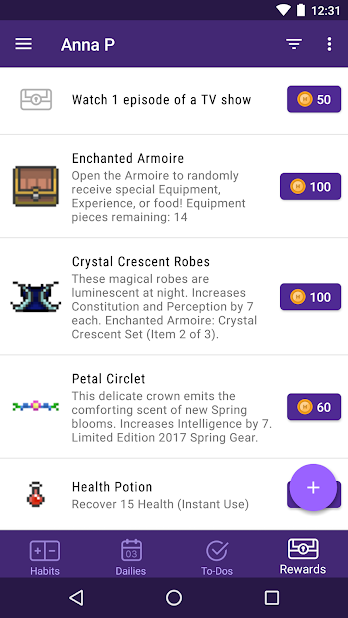 12:31
Anna P
Watch 1 episode of a TV show
50
Enchanted Armoire
Open the Armoire to randomly
receive special Equipment,
Experience, or food! Equipment
pieces remaining: 14
100
Crystal Crescent Robes
These magical robes are
luminescent at night. Increases
Constitution and Perception by 7
each. Enchanted Armoire: Crystal
Crescent Set (Item 2 of 3).
100
Petal Circlet
This delicate crown emits the
comforting scent of new Spring
blooms. Increases Intelligence by 7.
Limited Edition 2017 Spring Gear.
60
Health Potion
Recover 15 Health (Instant Use)
+
03
Habits
Dailies
To-Dos
Rewards